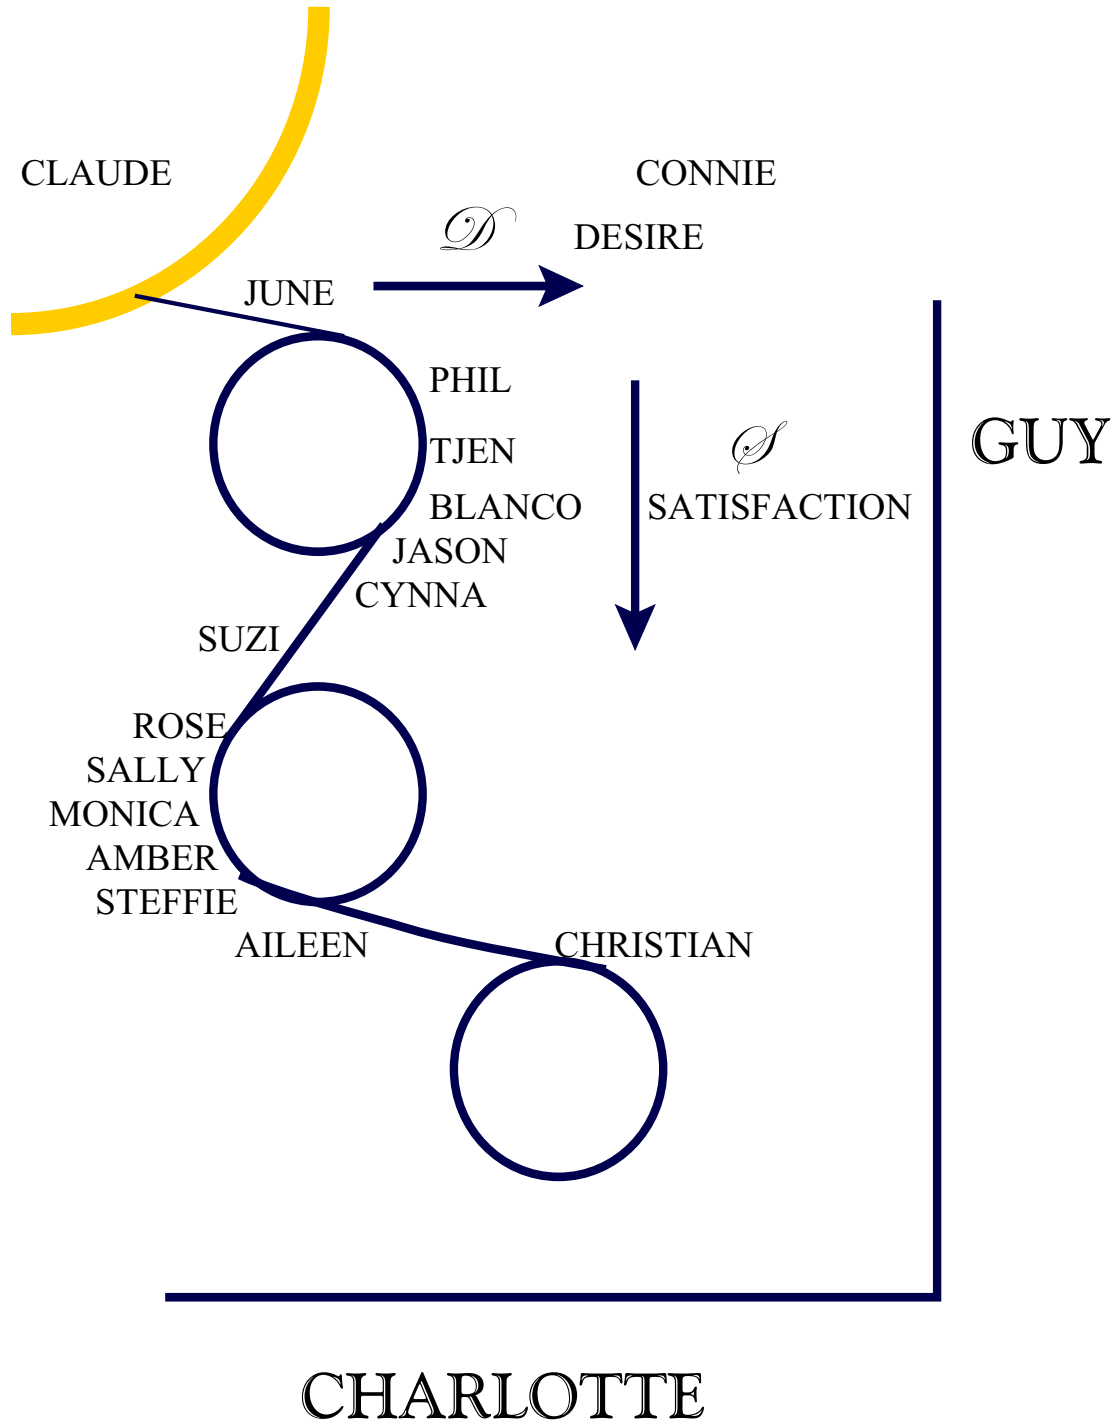 CLAUDE
CONNIE
D
DESIRE
JUNE
PHIL
GUY
S
TJEN
BLANCO
SATISFACTION
JASON
CYNNA
SUZI
ROSE
SALLY
MONICA
AMBER
STEFFIE
AILEEN
CHRISTIAN
CHARLOTTE